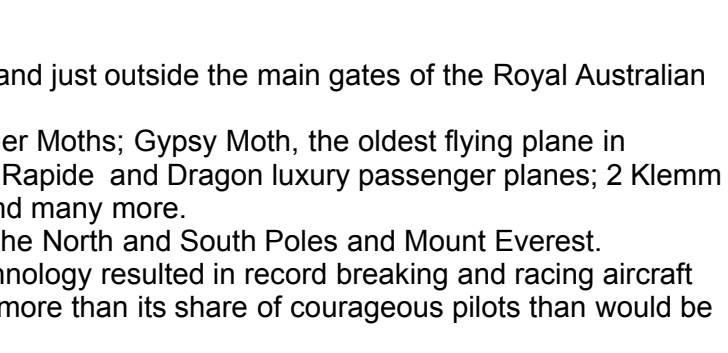 and just outside the main gates of the Royal Australian
er Moths; Gypsy Moth, the oldest flying plane in
Rapide and Dragon luxury passenger planes; 2 Klemm
nd many more.
he North and South Poles and Mount Everest.
hnology resulted in record breaking and racing aircraft
more than its share of courageous pilots than would be